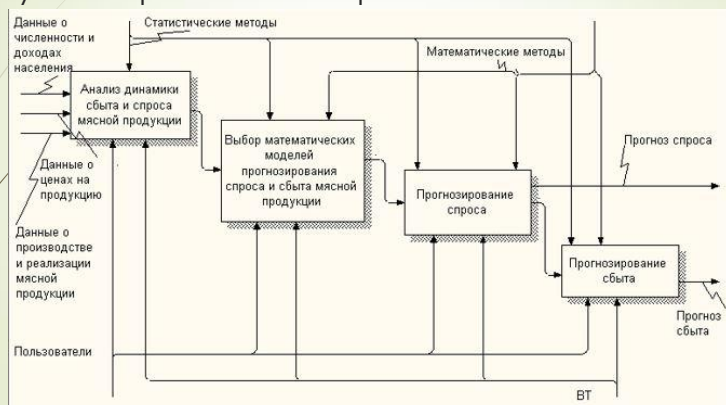 Данные о
численности и
доходах
населения
Статистические методы
Математические методы
Анализ динамики
сбыта и спроса
мясной продукции
Выбор математических
моделей
прогнозирования
спроса и сбыта мясной
продукции
Прогноз спроса
Данные о
ценах на
продукцию
Прогнозирование
спроса
Данные о
производстве
и реализации
мясной
продукции
Прогнозирование
сбыта
Прогноз
сбыта
Пользователи
ВТ